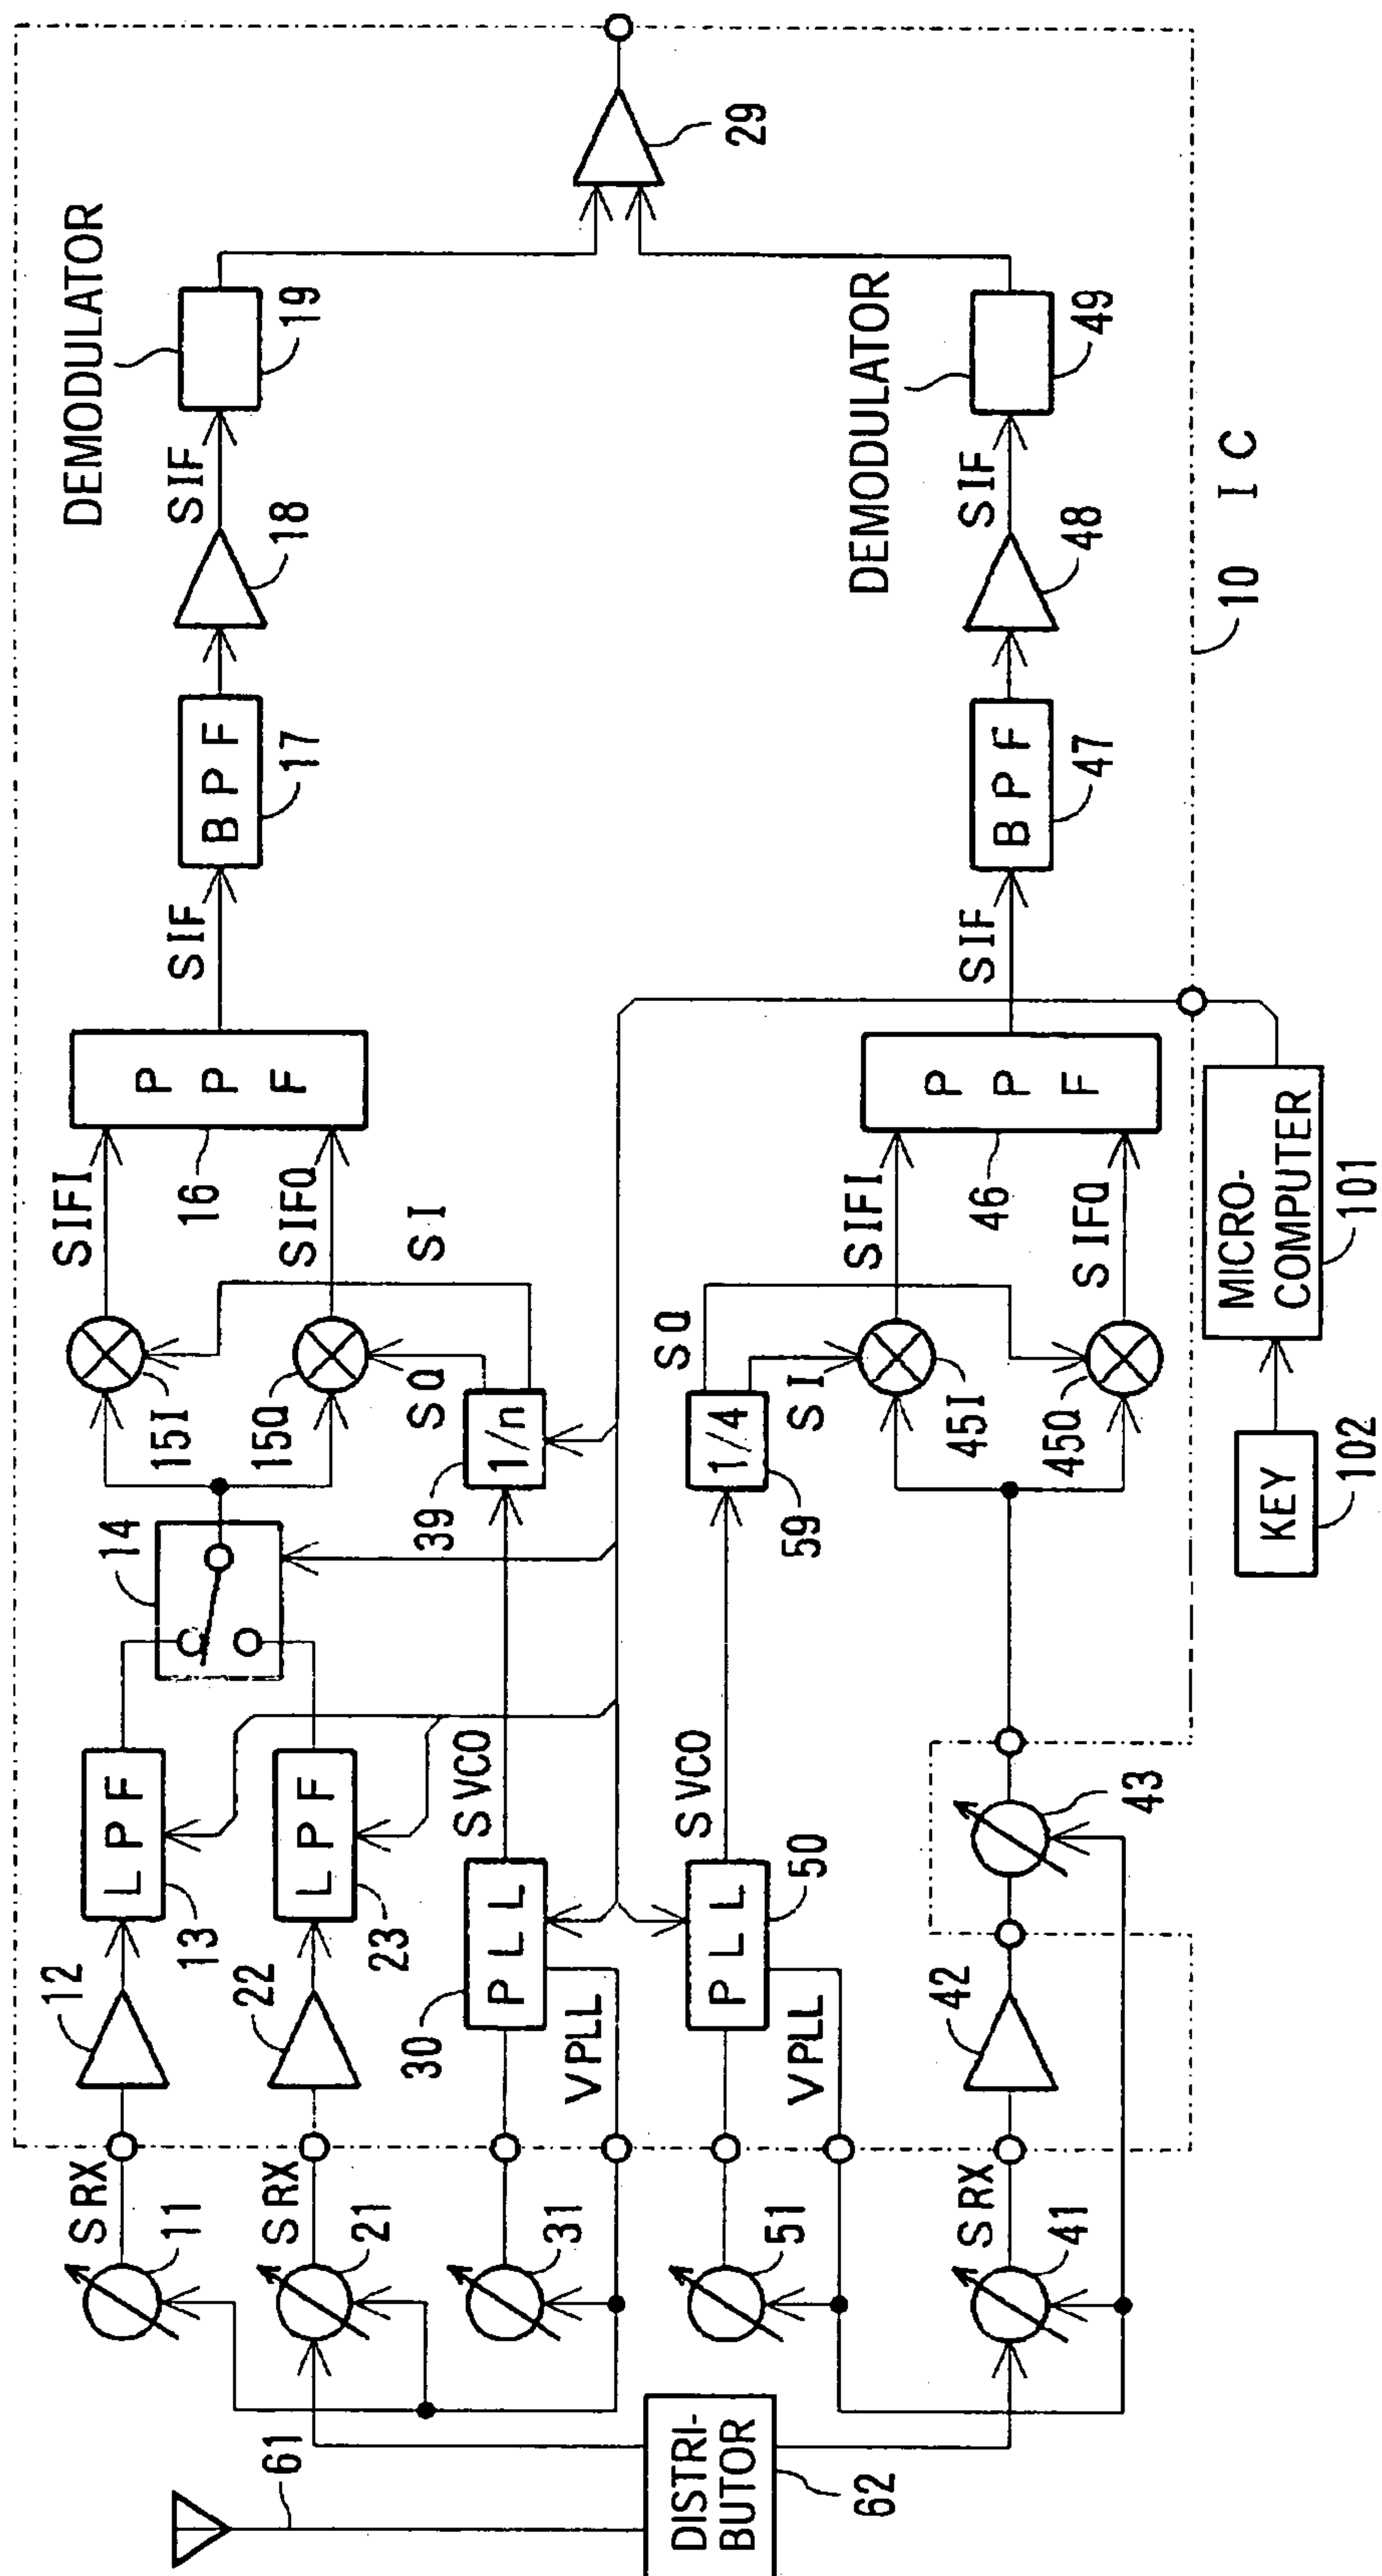 61
DISTRI-
BUTOR
62
11
SRX
12
LPF
13
14
21
SRX
22
LPF
23
31
PLL
30
VPLL
SVCO
1/n
39
SQ
SI
15I
15Q
SIFI
SIFQ
PPF
16
SIF
BPF
17
18
SIF
DEMODULATOR
19
29
51
PLL
50
VPLL
SVCO
1/4
59
SQ
SI
41
SRX
42
43
45I
45Q
SIFI
SIFQ
PPF
46
SIF
BPF
47
48
SIF
DEMODULATOR
49
10 IC
KEY
102
MICRO-
COMPUTER
101